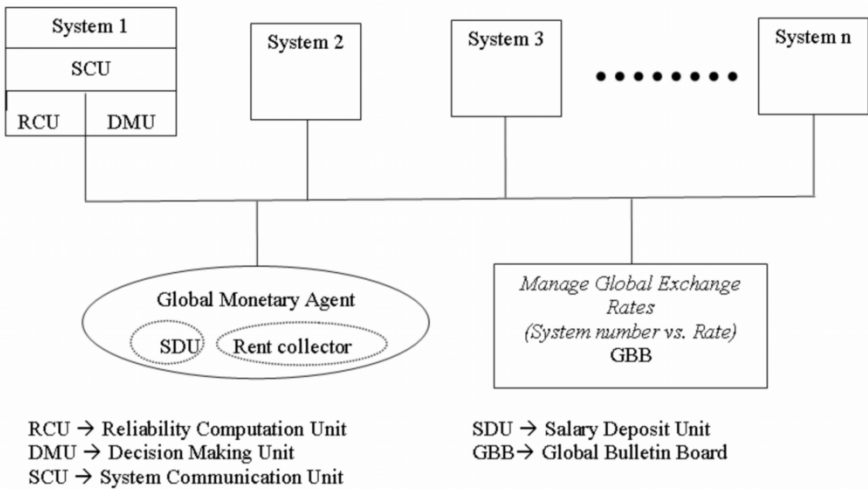 System 1
SCU
RCU
DMU
System 2
System 3
System n
Global Monetary Agent
SDU
Rent collector
Manage Global Exchange
Rates
(System number vs. Rate)
GBB
RCU → Reliability Computation Unit
DMU → Decision Making Unit
SCU → System Communication Unit
SDU → Salary Deposit Unit
GBB→ Global Bulletin Board